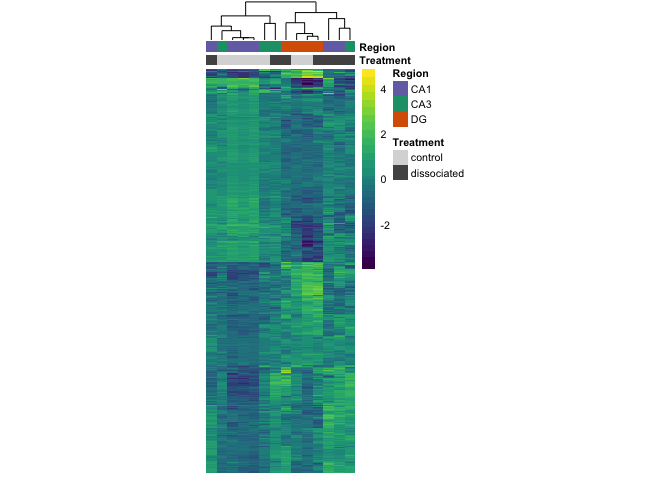 Region
Treatment
4
2
0
-2
Region
CA1
CA3
DG
Treatment
control
dissociated